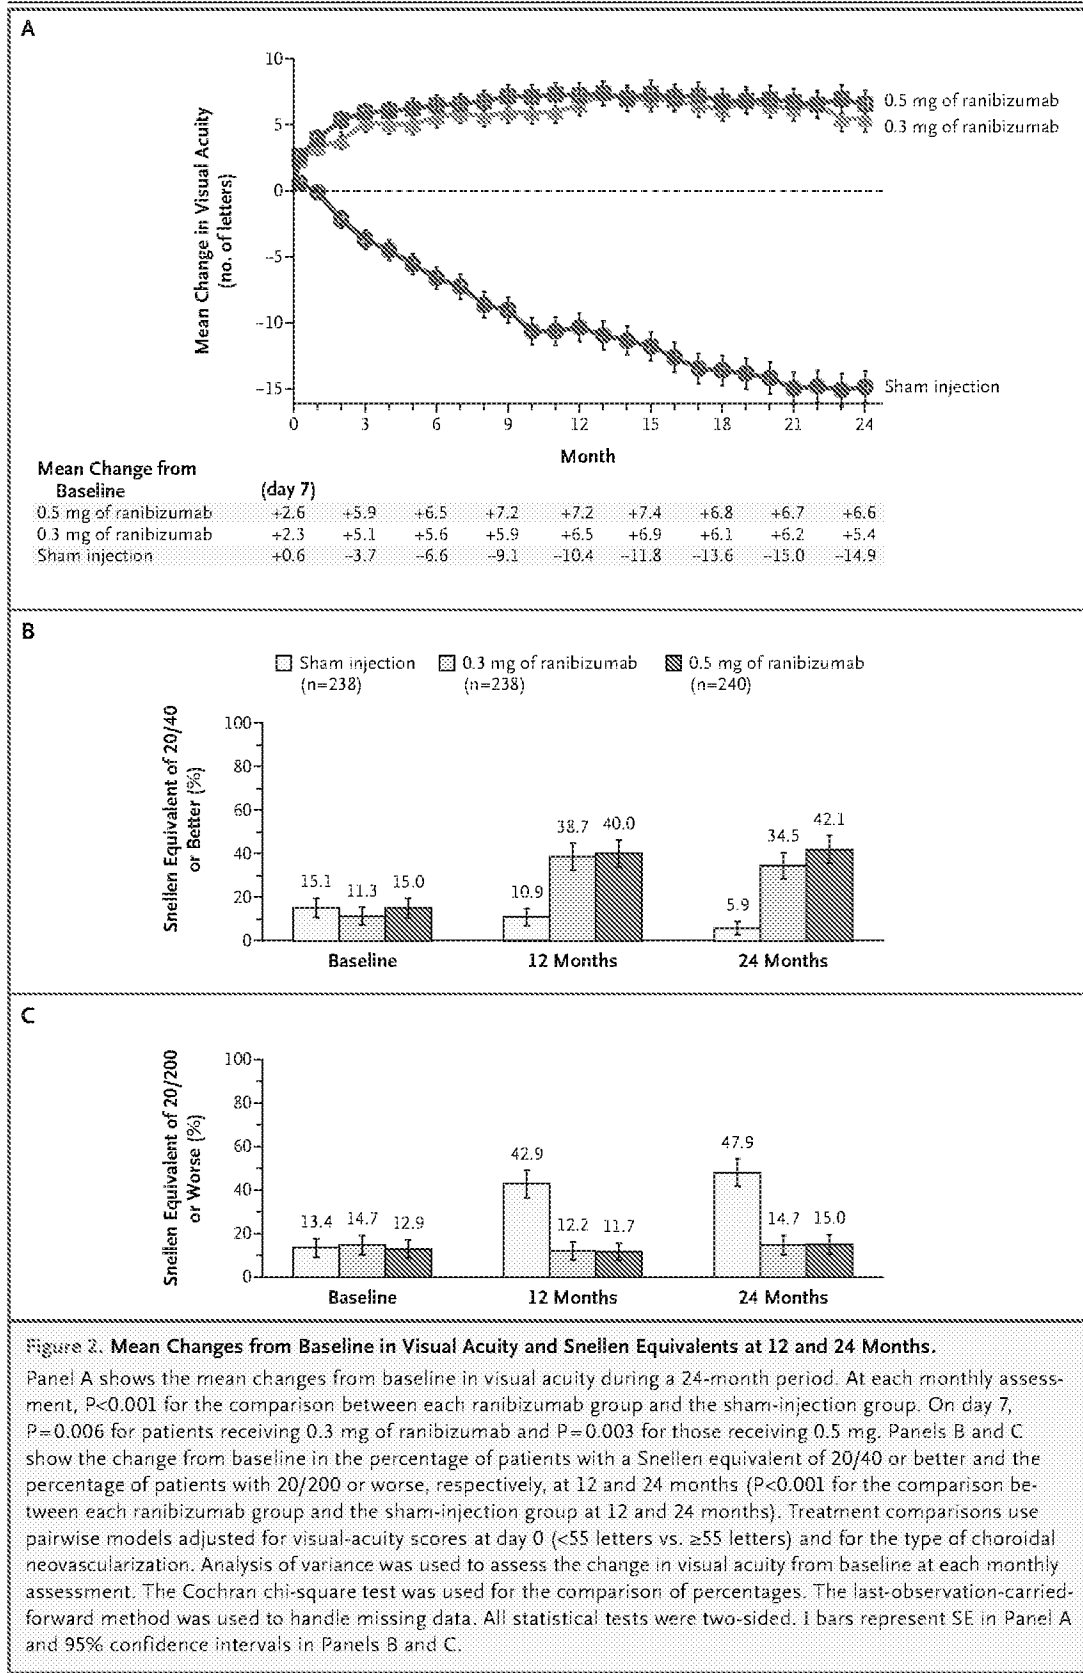 A
Mean Change in Visual Acuity
(no. of letters)
10
5
0
−5
−10
−15
0.5 mg of ranibizumab
0.3 mg of ranibizumab
Sham injection
0 3 6 9 12 15 18 21 24
Month
Mean Change from
Baseline (day 7)
0.5 mg of ranibizumab +2.6 +5.9 +6.5 +7.2 +7.2 +7.4 +6.8 +6.7 +6.6
0.3 mg of ranibizumab +2.3 +5.1 +5.6 +5.9 +6.5 +6.9 +6.1 +6.2 +5.4
Sham injection +0.6 −3.7 −6.6 −9.1 −10.4 −11.8 −13.6 −15.0 −14.9
B
Sham injection 0.3 mg of ranibizumab 0.5 mg of ranibizumab
(n=238) (n=238) (n=240)
Snellen Equivalent of 20/40
or Better (%)
100
80
60
40
20
0
15.1 11.3 15.0
10.9 38.7 40.0
5.9 34.5 42.1
Baseline 12 Months 24 Months
C
Snellen Equivalent of 20/200
or Worse (%)
100
80
60
40
20
0
13.4 14.7 12.9
42.9 12.2 11.7
47.9 14.7 15.0
Baseline 12 Months 24 Months
Figure 2. Mean Changes from Baseline in Visual Acuity and Snellen Equivalents at 12 and 24 Months.
Panel A shows the mean changes from baseline in visual acuity during a 24-month period. At each monthly assess-
ment, P<0.001 for the comparison between each ranibizumab group and the sham-injection group. On day 7,
P=0.006 for patients receiving 0.3 mg of ranibizumab and P=0.003 for those receiving 0.5 mg. Panels B and C
show the change from baseline in the percentage of patients with a Snellen equivalent of 20/40 or better and the
percentage of patients with 20/200 or worse, respectively, at 12 and 24 months (P<0.001 for the comparison be-
tween each ranibizumab group and the sham-injection group at 12 and 24 months). Treatment comparisons use
pairwise models adjusted for visual-acuity scores at day 0 (<55 letters vs. ≥55 letters) and for the type of choroidal
neovascularization. Analysis of variance was used to assess the change in visual acuity from baseline at each monthly
assessment. The Cochran chi-square test was used for the comparison of percentages. The last-observation-carried-
forward method was used to handle missing data. All statistical tests were two-sided. I bars represent SE in Panel A
and 95% confidence intervals in Panels B and C.